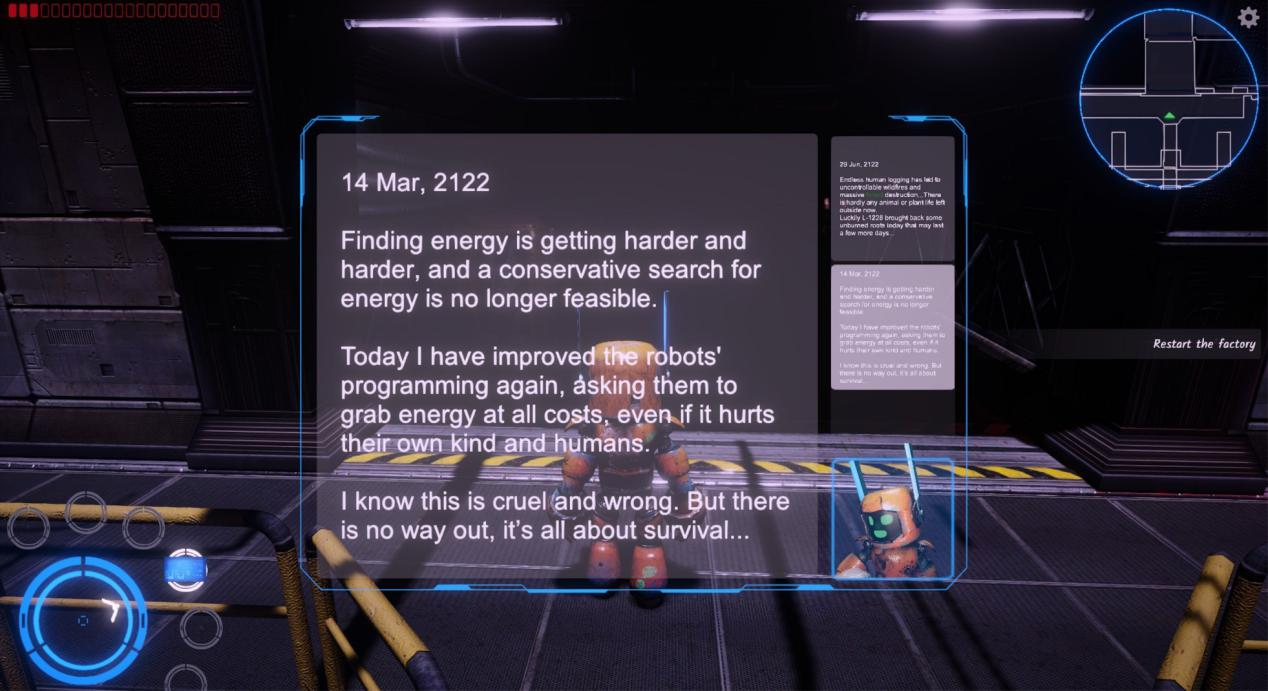 14 Mar, 2122
Finding energy is getting harder and
harder, and a conservative search for
energy is no longer feasible.
Today I have improved the robots'
programming again, asking them to
grab energy at all costs, even if it hurts
their own kind and humans.
I know this is cruel and wrong. But there
is no way out, it's all about survival...
29 Jun, 2122
Endless human logging has led to
uncontrollable wildfires and
massive destruction...There
is hardly any animal or plant life left
outside now.
Luckily L-1228 brought back some
unburned roots today that may last
a few more days...
14 Mar, 2122
Finding energy is getting harder
and harder, and a conservative
search for energy is no longer
feasible.
Today I have improved the robots'
programming again, asking them to
grab energy at all costs, even if it
hurts their own kind and humans.
I know this is cruel and wrong. But
there is no way out, it's all about
survival...
Restart the factory